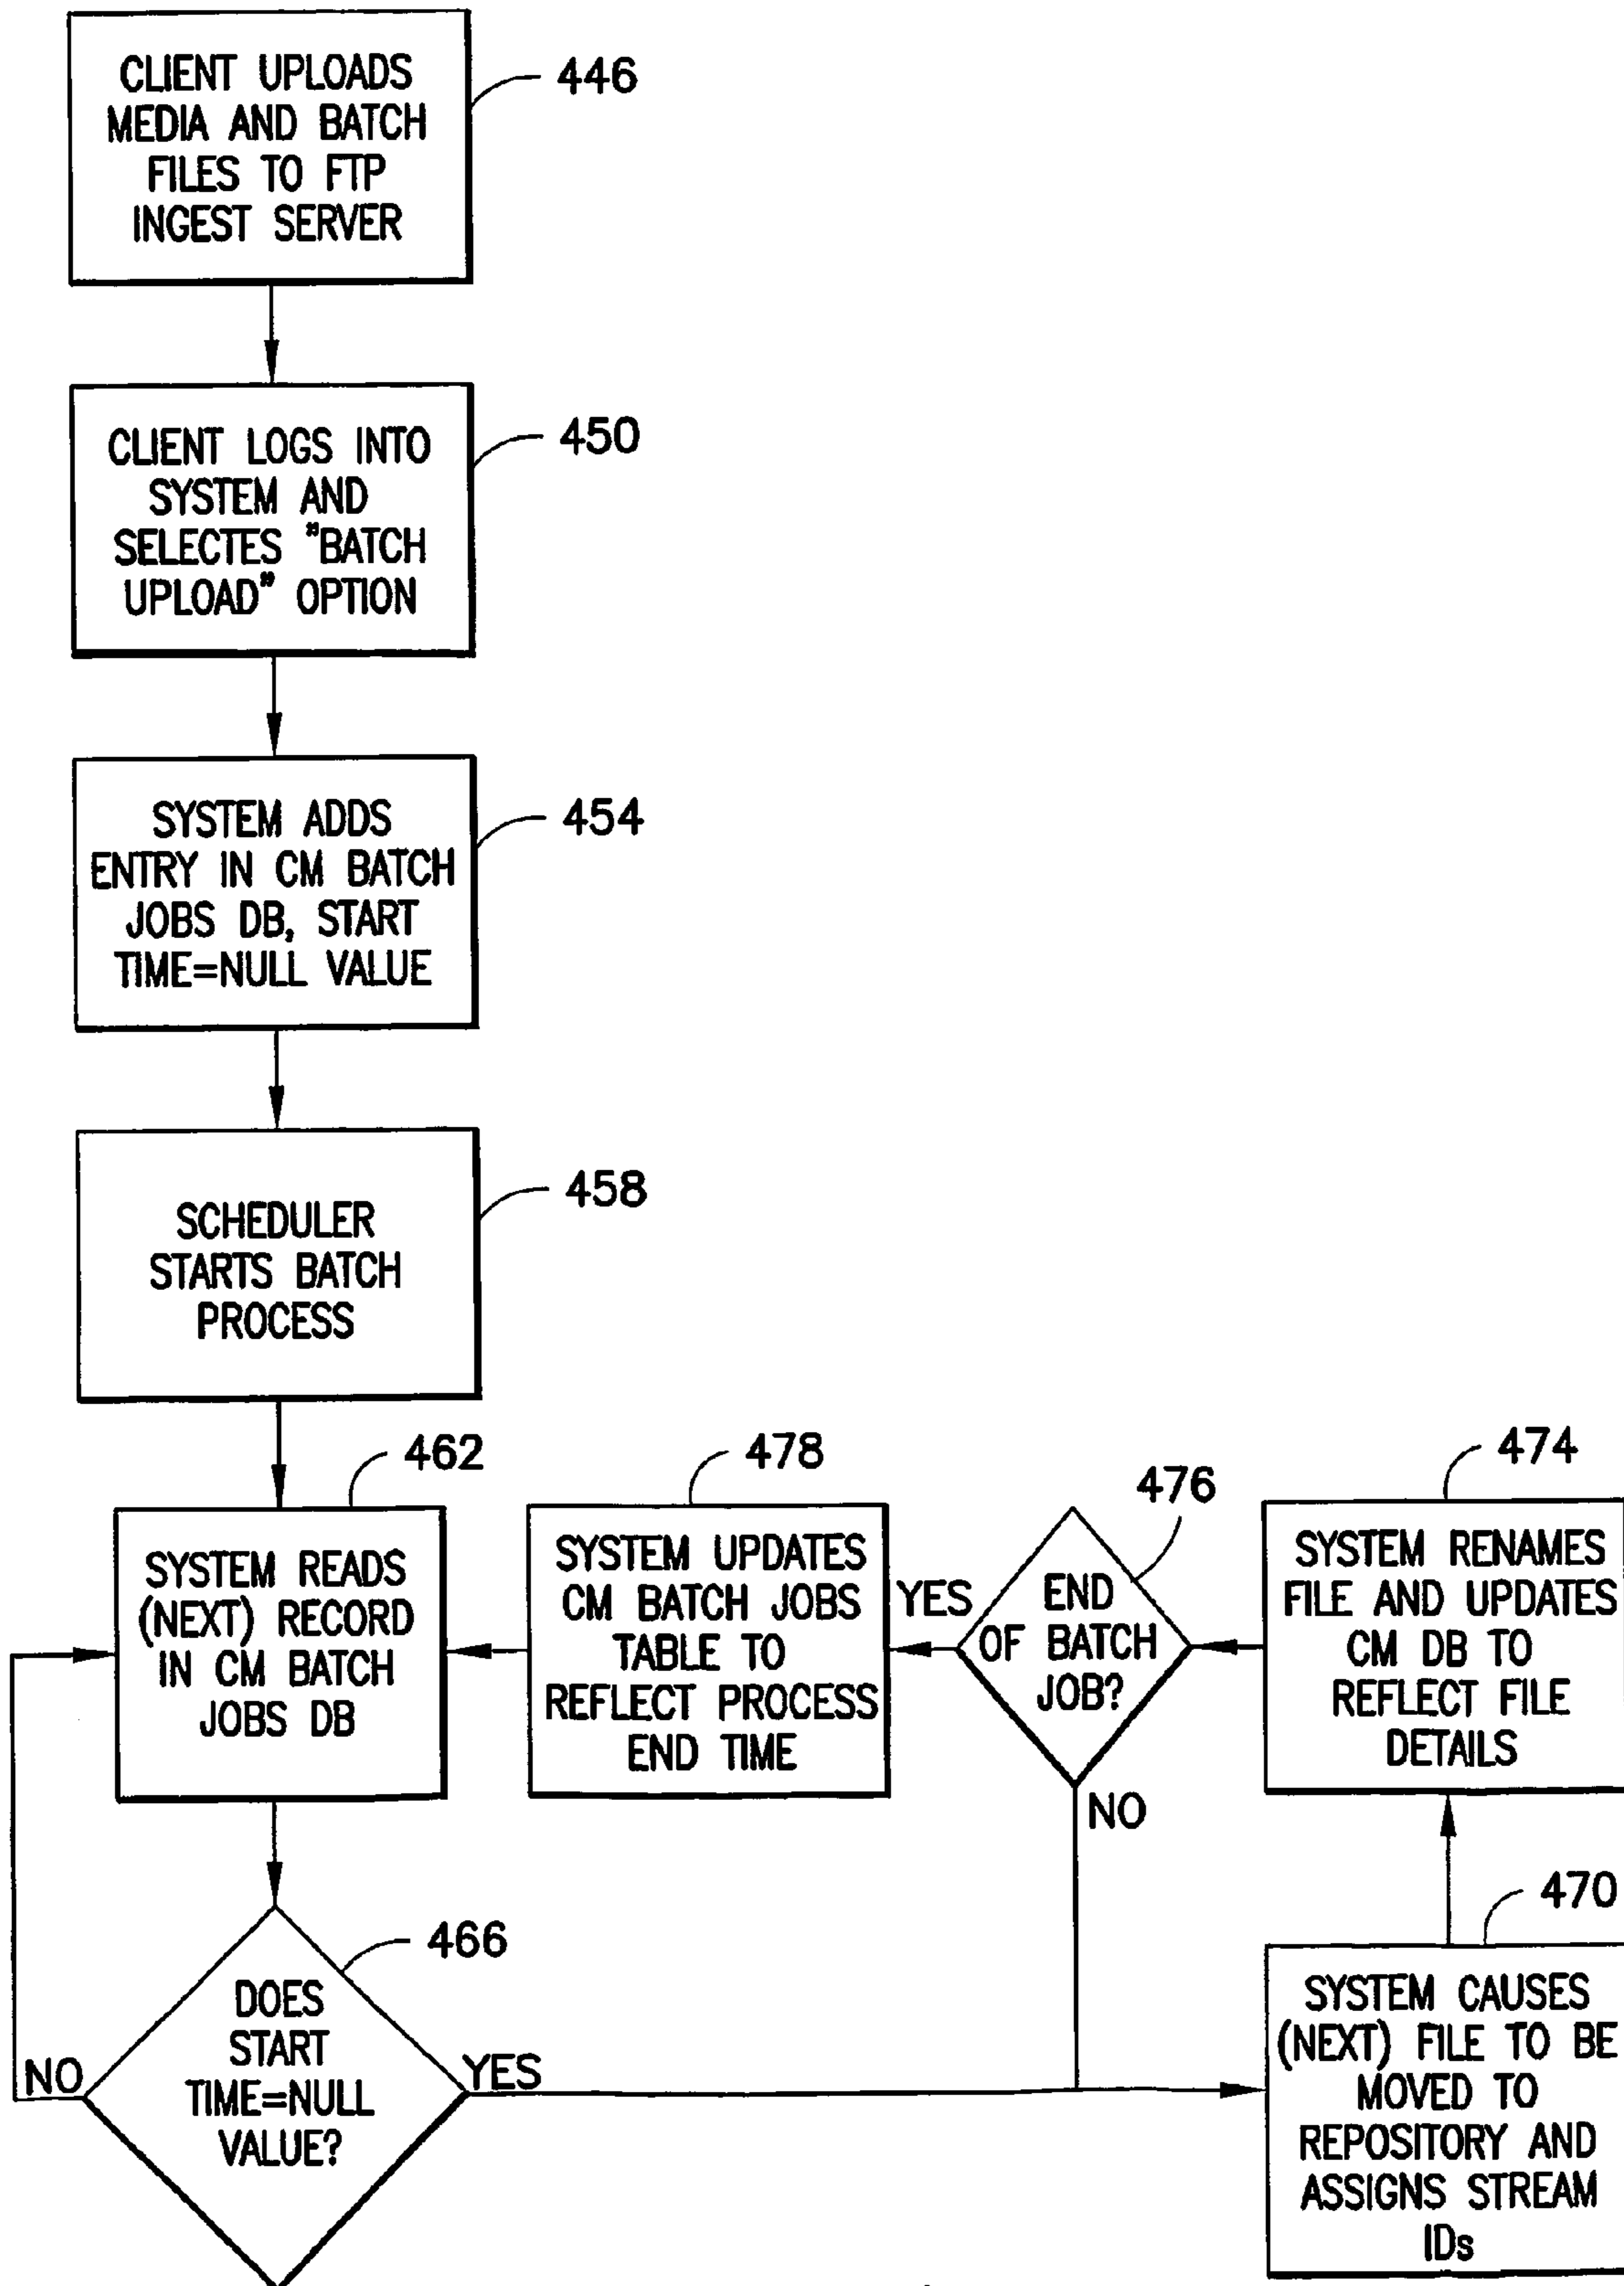 CLIENT UPLOADS
MEDIA AND BATCH
FILES TO FTP
INGEST SERVER
446
CLIENT LOGS INTO
SYSTEM AND
SELECTES "BATCH
UPLOAD" OPTION
450
SYSTEM ADDS
ENTRY IN CM BATCH
JOBS DB, START
TIME=NULL VALUE
454
SCHEDULER
STARTS BATCH
PROCESS
458
SYSTEM READS
(NEXT) RECORD
IN CM BATCH
JOBS DB
462
DOES
START
TIME=NULL
VALUE?
466
NO
YES
SYSTEM CAUSES
(NEXT) FILE TO BE
MOVED TO
REPOSITORY AND
ASSIGNS STREAM
IDs
470
SYSTEM RENAMES
FILE AND UPDATES
CM DB TO
REFLECT FILE
DETAILS
474
END
OF BATCH
JOB?
476
YES
NO
SYSTEM UPDATES
CM BATCH JOBS
TABLE TO
REFLECT PROCESS
END TIME
478